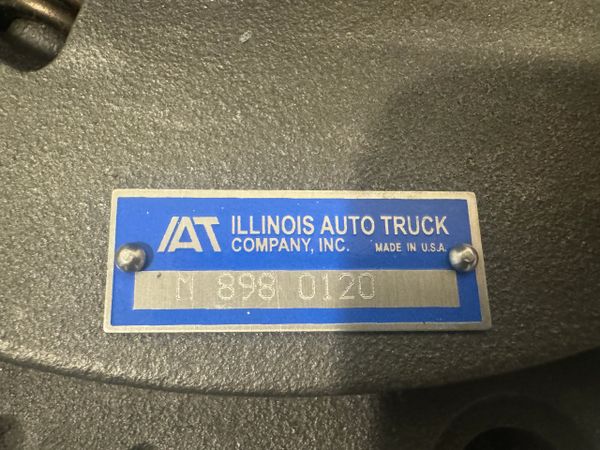 IAT ILLINOIS AUTO TRUCK
COMPANY, INC. MADE IN U.S.A.
N 898 0120